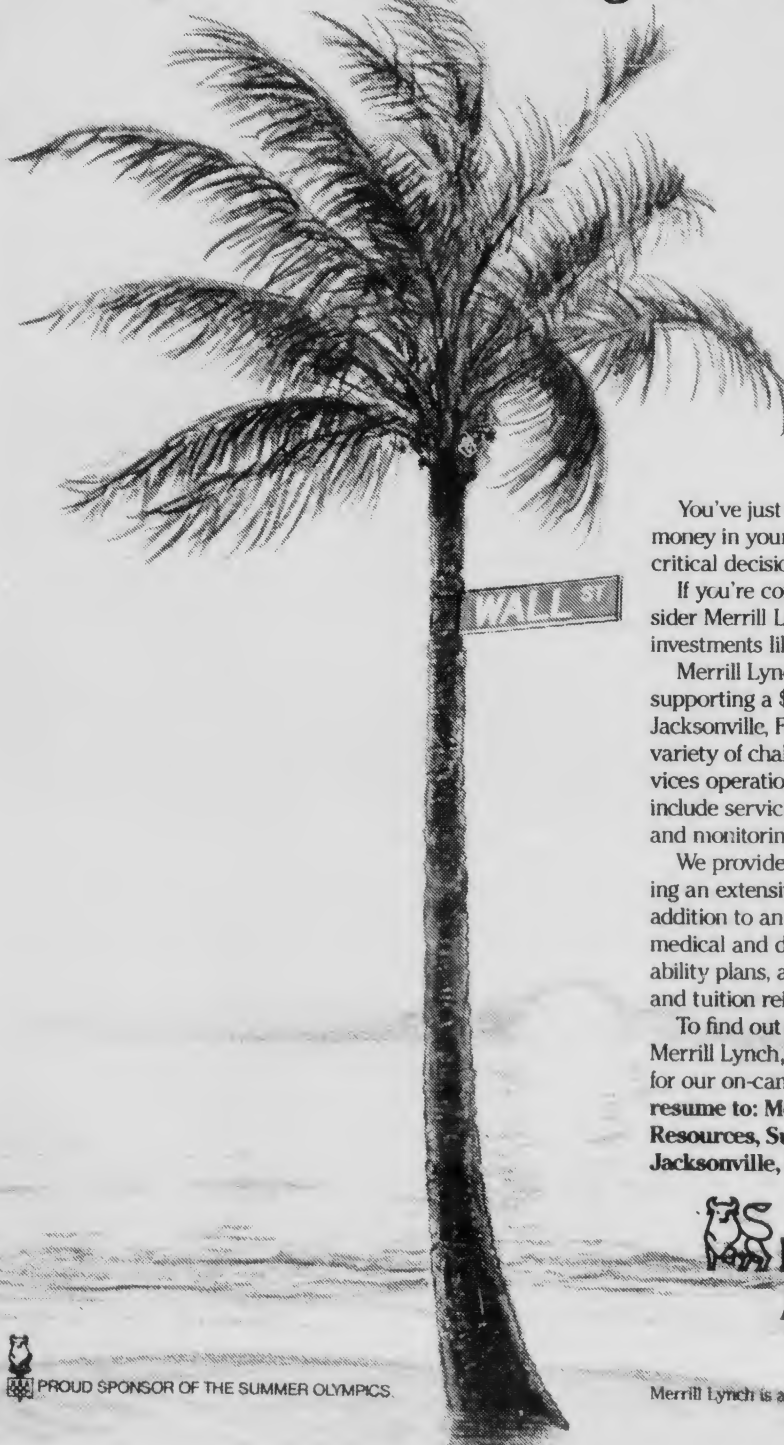 WALL ST
You've just
money in your
critical decisio
If you're co
sider Merrill L
investments lik
Merrill Lync
supporting a $
Jacksonville, F
variety of chal
vices operatio
include servic
and monitorin
We provide
ing an extensi
addition to an
medical and d
ability plans, a
and tuition rei
To find out
Merrill Lynch,
for our on-cam
resume to: M
Resources, Su
Jacksonville,
PROUD SPONSOR OF THE SUMMER OLYMPICS.
Merrill Lynch is a